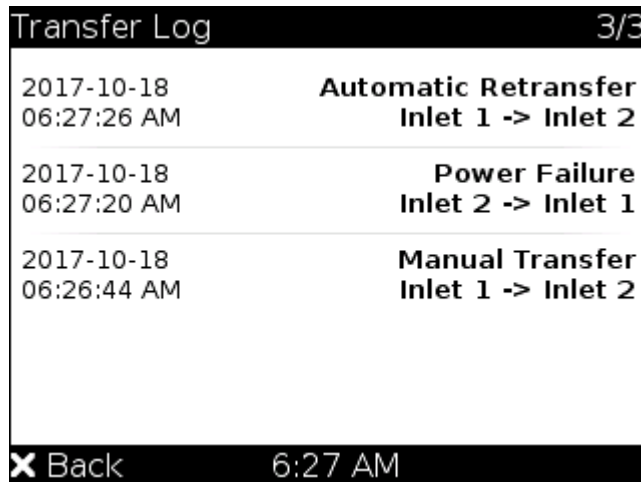 Transfer Log 3/3
2017-10-18 Automatic Retransfer
06:27:26 AM Inlet 1 -> Inlet 2
2017-10-18 Power Failure
06:27:20 AM Inlet 2 -> Inlet 1
2017-10-18 Manual Transfer
06:26:44 AM Inlet 1 -> Inlet 2
Back 6:27 AM